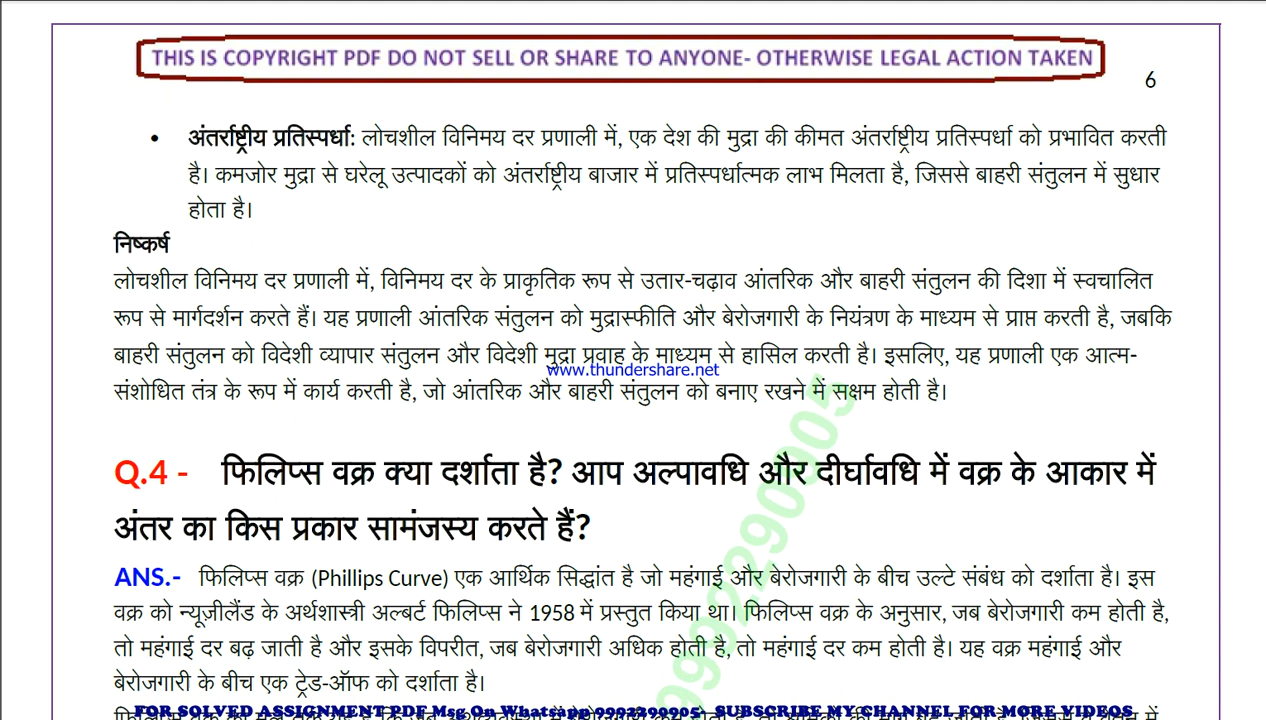 THIS IS COPYRIGHT PDF DO NOT SELL OR SHARE TO ANYONE- OTHERWISE LEGAL ACTION TAKEN
6
• अंतर्राष्ट्रीय प्रतिस्पर्धा: लोचशील विनिमय दर प्रणाली में, एक देश की मुद्रा की कीमत अंतर्राष्ट्रीय प्रतिस्पर्धा को प्रभावित करती
है। कमजोर मुद्रा से घरेलू उत्पादकों को अंतर्राष्ट्रीय बाजार में प्रतिस्पर्धात्मक लाभ मिलता है, जिससे बाहरी संतुलन में सुधार
होता है।
निष्कर्ष
लोचशील विनिमय दर प्रणाली में, विनिमय दर के प्राकृतिक रूप से उतार-चढ़ाव आंतरिक और बाहरी संतुलन की दिशा में स्वचालित
रूप से मार्गदर्शन करते हैं। यह प्रणाली आंतरिक संतुलन को मुद्रास्फीति और बेरोजगारी के नियंत्रण के माध्यम से प्राप्त करती है, जबकि
बाहरी संतुलन को विदेशी व्यापार संतुलन और विदेशी मुद्रा प्रवाह के माध्यम से हासिल करती है। इसलिए, यह प्रणाली एक आत्म-
www.thundershare.net
संशोधित तंत्र के रूप में कार्य करती है, जो आंतरिक और बाहरी संतुलन को बनाए रखने में सक्षम होती है।
Q.4 - फिलिप्स वक्र क्या दर्शाता है? आप अल्पावधि और दीर्घावधि में वक्र के आकार में
अंतर का किस प्रकार सामंजस्य करते हैं?
ANS.- फिलिप्स वक्र (Phillips Curve) एक आर्थिक सिद्धांत है जो महंगाई और बेरोजगारी के बीच उल्टे संबंध को दर्शाता है। इस
वक्र को न्यूज़ीलैंड के अर्थशास्त्री अल्बर्ट फिलिप्स ने 1958 में प्रस्तुत किया था। फिलिप्स वक्र के अनुसार, जब बेरोजगारी कम होती है,
तो महंगाई दर बढ़ जाती है और इसके विपरीत, जब बेरोजगारी अधिक होती है, तो महंगाई दर कम होती है। यह वक्र महंगाई और
बेरोजगारी के बीच एक ट्रेड-ऑफ को दर्शाता है।
9992290905
FOR SOLVED ASSIGNMENT PDF Msg On Whatsapp 9992290905- SUBSCRIBE MY CHANNEL FOR MORE VIDEOS